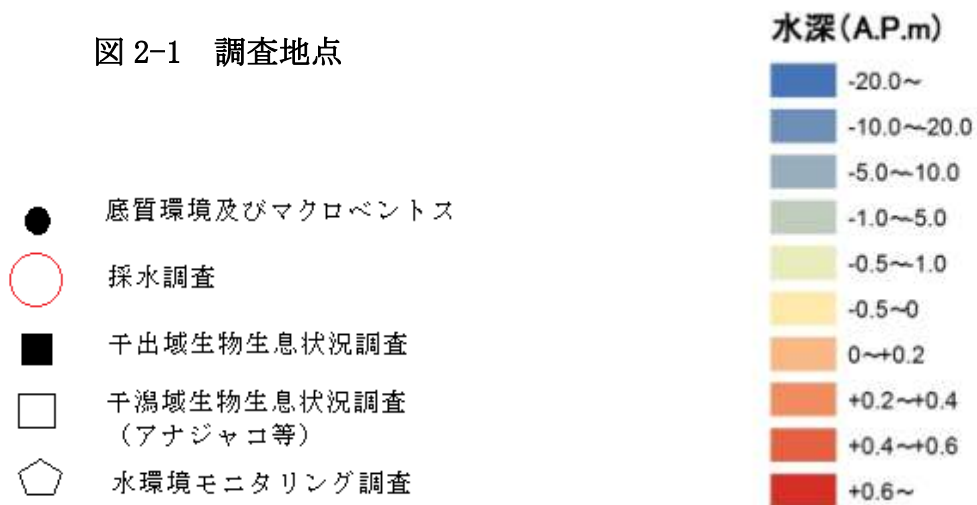 図 2-1 調査地点
底質環境及びマクロベントス
採水調査
干出域生物生息状況調査
干潟域生物生息状況調査
（アナジャコ等）
水環境モニタリング調査
水深(A.P.m)
-20.0～
-10.0～-20.0
-5.0～-10.0
-1.0～-5.0
-0.5～-1.0
-0.5～0
0～+0.2
+0.2～+0.4
+0.4～+0.6
+0.6～